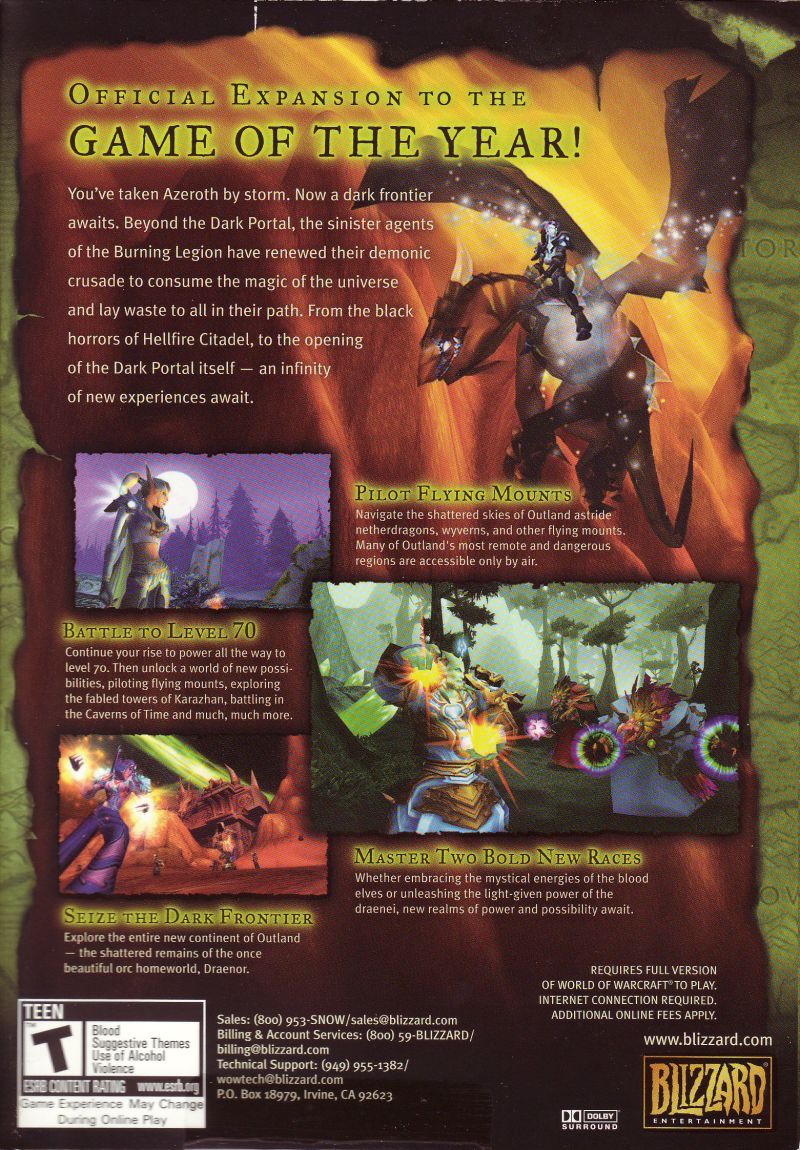 OFFICIAL EXPANSION TO THE
GAME OF THE YEAR!
You've taken Azeroth by storm. Now a dark frontier
awaits. Beyond the Dark Portal, the sinister agents
of the Burning Legion have renewed their demonic
crusade to consume the magic of the universe
and lay waste to all in their path. From the black
horrors of Hellfire Citadel, to the opening
of the Dark Portal itself — an infinity
of new experiences await.
PILOT FLYING MOUNTS
Navigate the shattered skies of Outland astride
netherdragons, wyverns, and other flying mounts.
Many of Outland's most remote and dangerous
regions are accessible only by air.
BATTLE TO LEVEL 70
Continue your rise to power all the way to
level 70. Then unlock a world of new possi-
bilities, piloting flying mounts, exploring
the fabled towers of Karazhan, battling in
the Caverns of Time and much, much more.
MASTER TWO BOLD NEW RACES
Whether embracing the mystical energies of the blood
elves or unleashing the light-given power of the
draenei, new realms of power and possibility await.
SEIZE THE DARK FRONTIER
Explore the entire new continent of Outland
— the shattered remains of the once
beautiful orc homeworld, Draenor.
REQUIRES FULL VERSION
OF WORLD OF WARCRAFT® TO PLAY.
INTERNET CONNECTION REQUIRED.
ADDITIONAL ONLINE FEES APPLY.
www.blizzard.com
TEEN
T™
Blood
Suggestive Themes
Use of Alcohol
Violence
ESRB CONTENT RATING www.esrb.org
Game Experience May Change
During Online Play
Sales: (800) 953-SNOW/sales@blizzard.com
Billing & Account Services: (800) 59-BLIZZARD/
billing@blizzard.com
Technical Support: (949) 955-1382/
wowtech@blizzard.com
P.O. Box 18979, Irvine, CA 92623
DOLBY
SURROUND
BLIZZARD®
ENTERTAINMENT